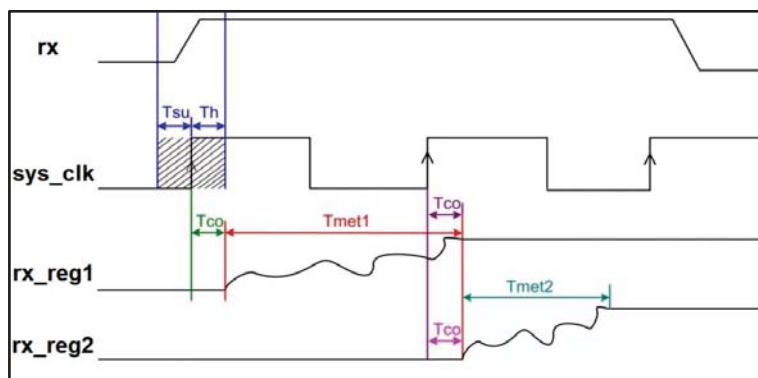 rx
Tsu Th
sys_clk
Tco Tmet1 Tco
rx_reg1
Tmet2
Tco
rx_reg2